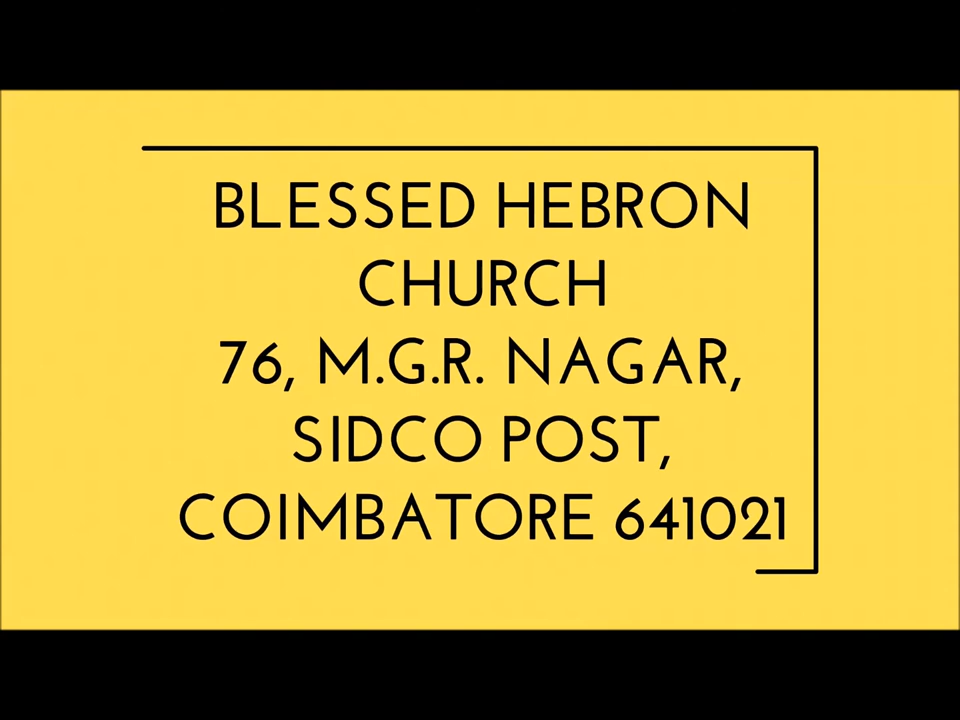 BLESSED HEBRON
CHURCH
76, M.G.R. NAGAR,
SIDCO POST,
COIMBATORE 641021